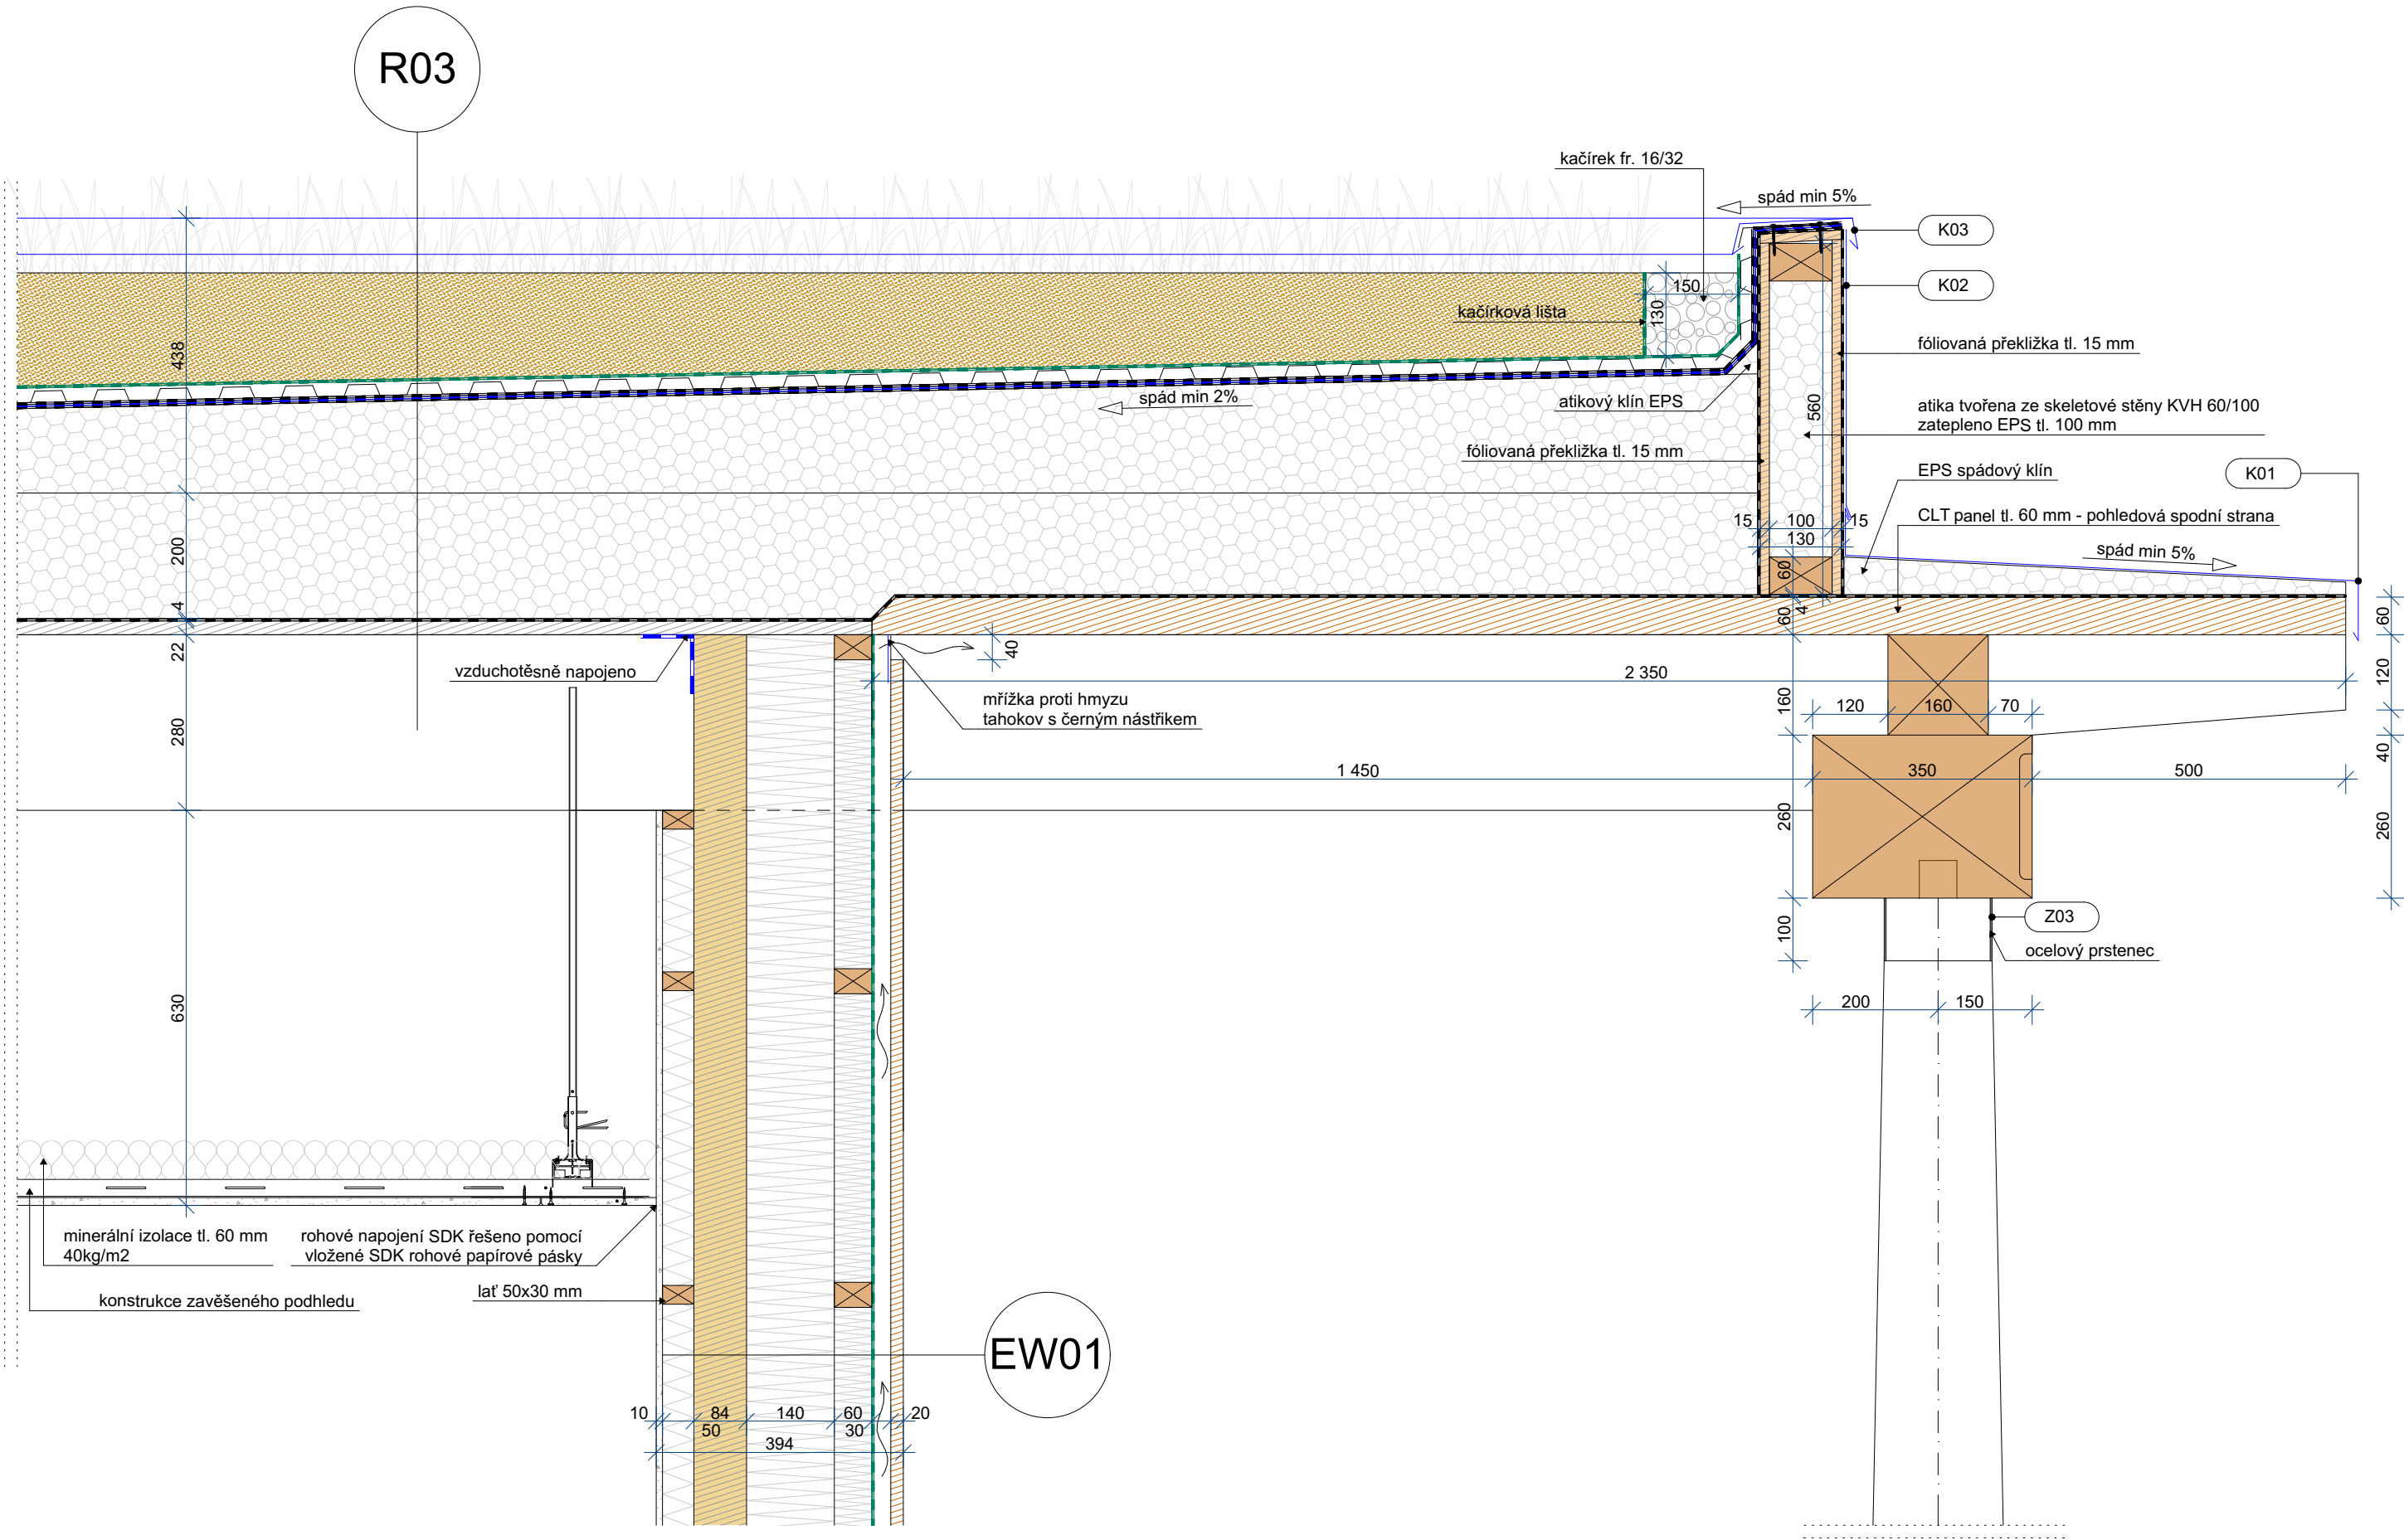 R03
kačírek fr. 16/32
spád min 5%
K03
K02
150
130
kačírková lišta
438
fóliovaná překližka tl. 15 mm
spád min 2%
atikový klín EPS
560
atika tvořena ze skeletové stěny KVH 60/100
zatepleno EPS tl. 100 mm
fóliovaná překližka tl. 15 mm
EPS spádový klín
K01
CLT panel tl. 60 mm - pohledová spodní strana
15
100
15
130
200
spád min 5%
60
4
4
60
60
22
40
vzduchotěsně napojeno
2 350
mřížka proti hmyzu
tahokov s černým nástřikem
160
120
120
160
70
280
40
1 450
350
500
260
260
Z03
100
ocelový prstenec
630
200
150
minerální izolace tl. 60 mm
40kg/m2
rohové napojení SDK řešeno pomocí
vložené SDK rohové papírové pásky
lať 50x30 mm
konstrukce zavěšeného podhledu
EW01
10
84
140
60
20
50
30
394